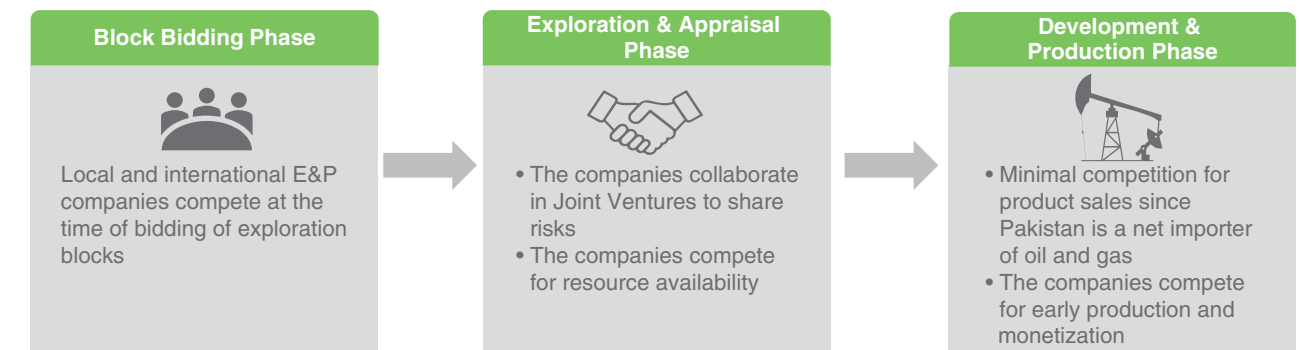 Block Bidding Phase
Local and international E&P
companies compete at the
time of bidding of exploration
blocks
Exploration & Appraisal
Phase
• The companies collaborate
in Joint Ventures to share
risks
• The companies compete
for resource availability
Development &
Production Phase
• Minimal competition for
product sales since
Pakistan is a net importer
of oil and gas
• The companies compete
for early production and
monetization